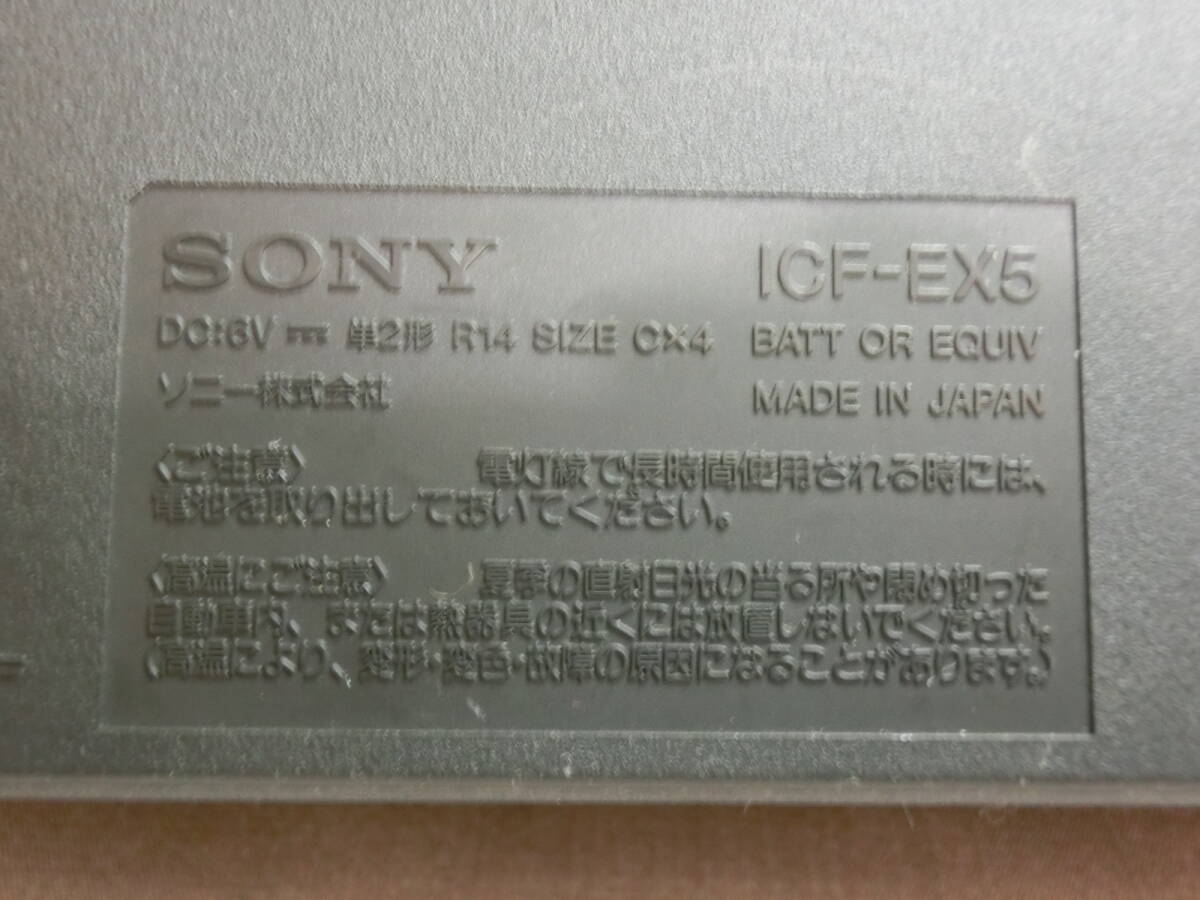 SONY ICF-EX5
DC:6V ⎓ 単2形 R14 SIZE C×4 BATT OR EQUIV
ソニー株式会社 MADE IN JAPAN
〈ご注意〉 電灯線で長時間使用される時には、
電池を取り出しておいてください。
〈高温にご注意〉 夏季の直射日光の当る所や閉め切った
自動車内、または熱器具の近くには放置しないでください。
(高温により、変形・変色・故障の原因になることがあります。)